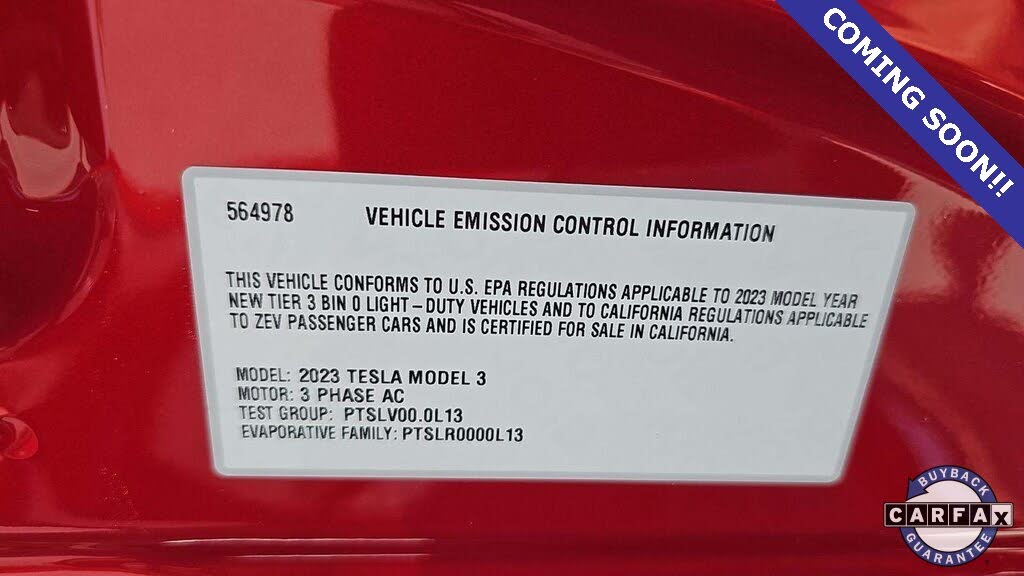 COMING SOON!!
564978 VEHICLE EMISSION CONTROL INFORMATION
THIS VEHICLE CONFORMS TO U.S. EPA REGULATIONS APPLICABLE TO 2023 MODEL YEAR
NEW TIER 3 BIN 0 LIGHT-DUTY VEHICLES AND TO CALIFORNIA REGULATIONS APPLICABLE
TO ZEV PASSENGER CARS AND IS CERTIFIED FOR SALE IN CALIFORNIA.
MODEL: 2023 TESLA MODEL 3
MOTOR: 3 PHASE AC
TEST GROUP: PTSLV00.0L13
EVAPORATIVE FAMILY: PTSLR0000L13
BUYBACK
CARFAX
GUARANTEE